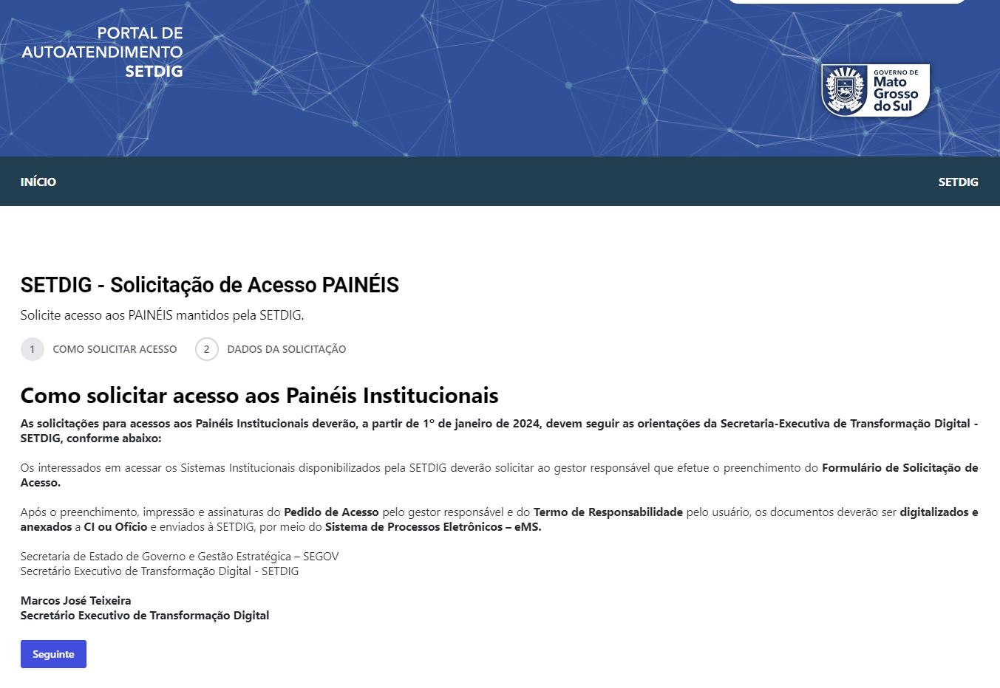 PORTAL DE
AUTOATENDIMENTO
SETDIG
GOVERNO DE
Mato
Grosso
do Sul
INÍCIO
SETDIG
SETDIG - Solicitação de Acesso PAINÉIS
Solicite acesso aos PAINÉIS mantidos pela SETDIG.
1 COMO SOLICITAR ACESSO 2 DADOS DA SOLICITAÇÃO
Como solicitar acesso aos Painéis Institucionais
As solicitações para acessos aos Painéis Institucionais deverão, a partir de 1º de janeiro de 2024, devem seguir as orientações da Secretaria-Executiva de Transformação Digital -
SETDIG, conforme abaixo:
Os interessados em acessar os Sistemas Institucionais disponibilizados pela SETDIG deverão solicitar ao gestor responsável que efetue o preenchimento do Formulário de Solicitação de
Acesso.
Após o preenchimento, impressão e assinaturas do Pedido de Acesso pelo gestor responsável e do Termo de Responsabilidade pelo usuário, os documentos deverão ser digitalizados e
anexados a CI ou Ofîcio e enviados à SETDIG, por meio do Sistema de Processos Eletrônicos – eMS.
Secretaria de Estado de Governo e Gestão Estratégica – SEGOV
Secretário Executivo de Transformação Digital - SETDIG
Marcos José Teixeira
Secretário Executivo de Transformação Digital
Seguinte